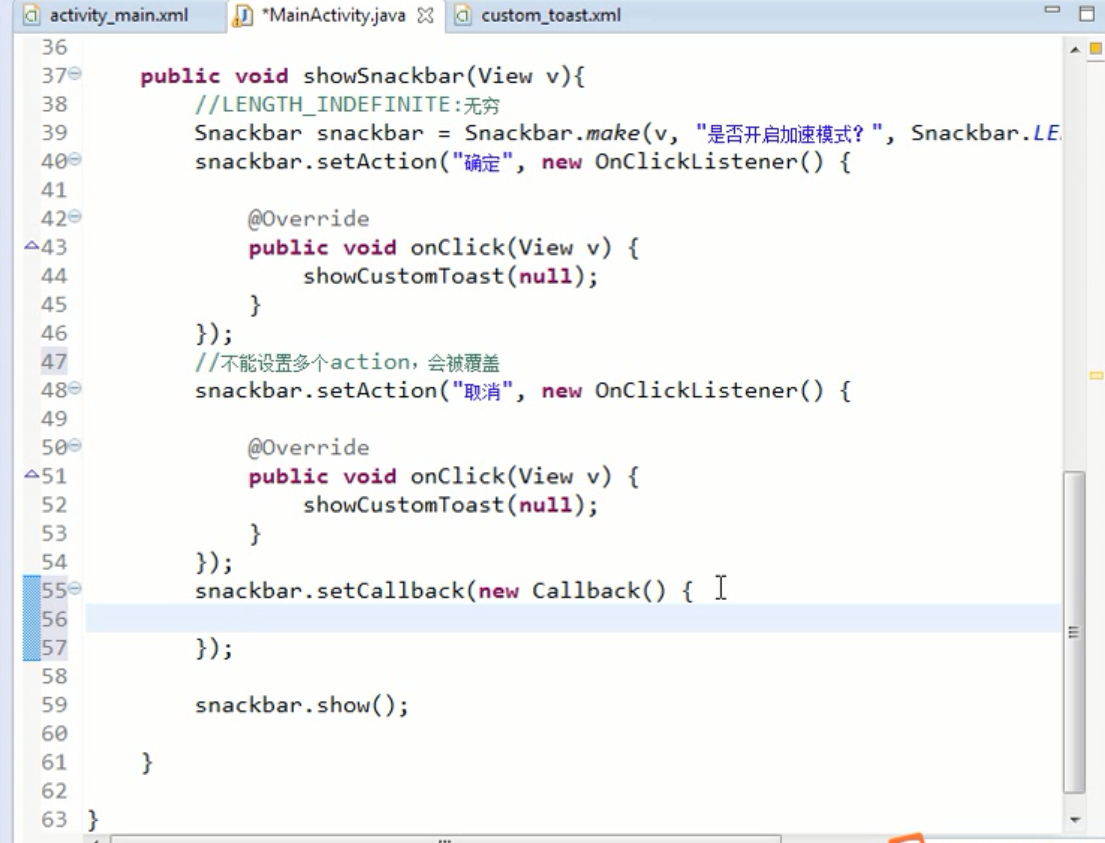 activity_main.xml *MainActivity.java custom_toast.xml
36
37 public void showSnackbar(View v){
38 //LENGTH_INDEFINITE:无穷
39 Snackbar snackbar = Snackbar.make(v, "是否开启加速模式?", Snackbar.LE
40 snackbar.setAction("确定", new OnClickListener() {
41
42 @Override
43 public void onClick(View v) {
44 showCustomToast(null);
45 }
46 });
47 //不能设置多个action，会被覆盖
48 snackbar.setAction("取消", new OnClickListener() {
49
50 @Override
51 public void onClick(View v) {
52 showCustomToast(null);
53 }
54 });
55 snackbar.setCallback(new Callback() {
56
57 });
58
59 snackbar.show();
60
61 }
62
63 }